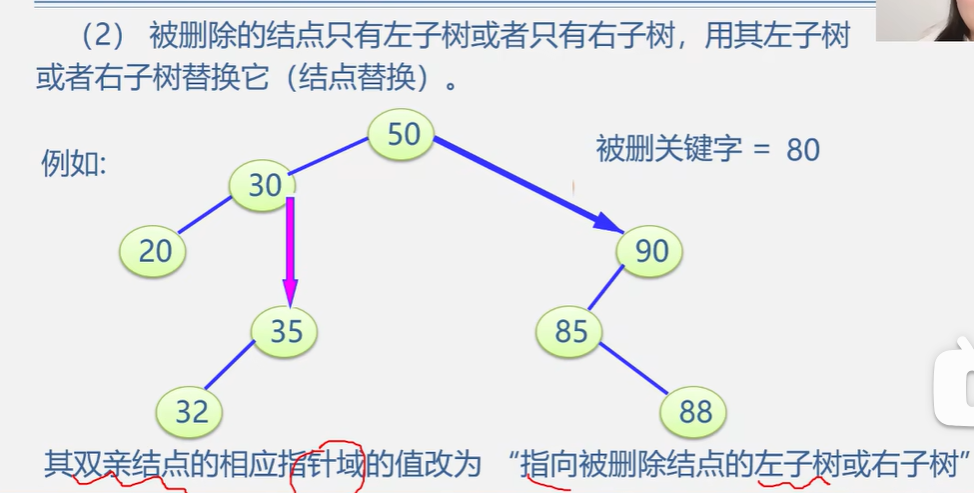 （2） 被删除的结点只有左子树或者只有右子树，用其左子树
或者右子树替换它（结点替换）。
例如:
被删关键字 = 80
50
30
20
90
35
85
32
88
其双亲结点的相应指针域的值改为 “指向被删除结点的左子树或右子树”